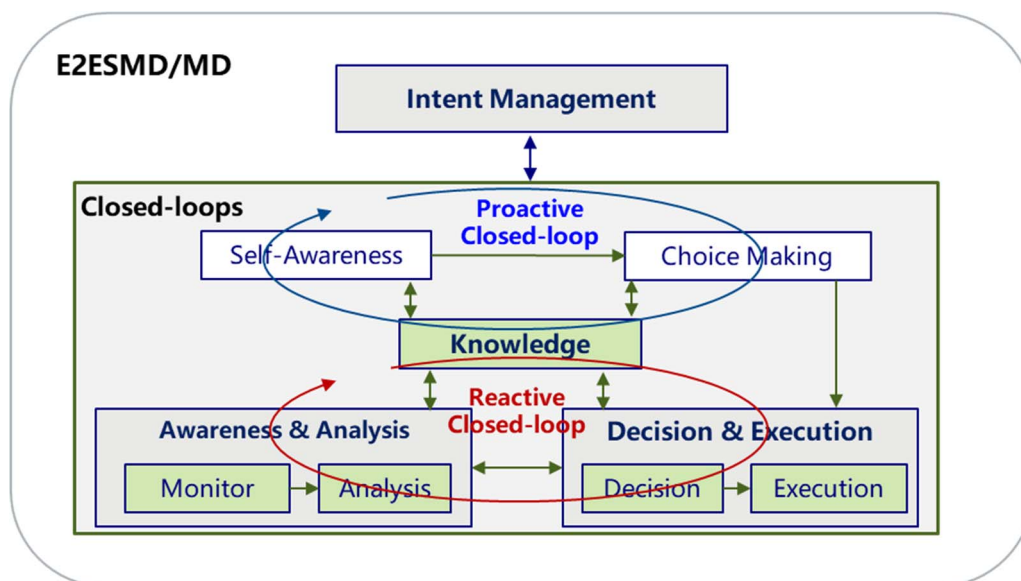 E2ESMD/MD
Intent Management
Closed-loops
Proactive
Closed-loop
Self-Awareness
Choice Making
Knowledge
Reactive
Closed-loop
Awareness & Analysis
Decision & Execution
Monitor
Analysis
Decision
Execution